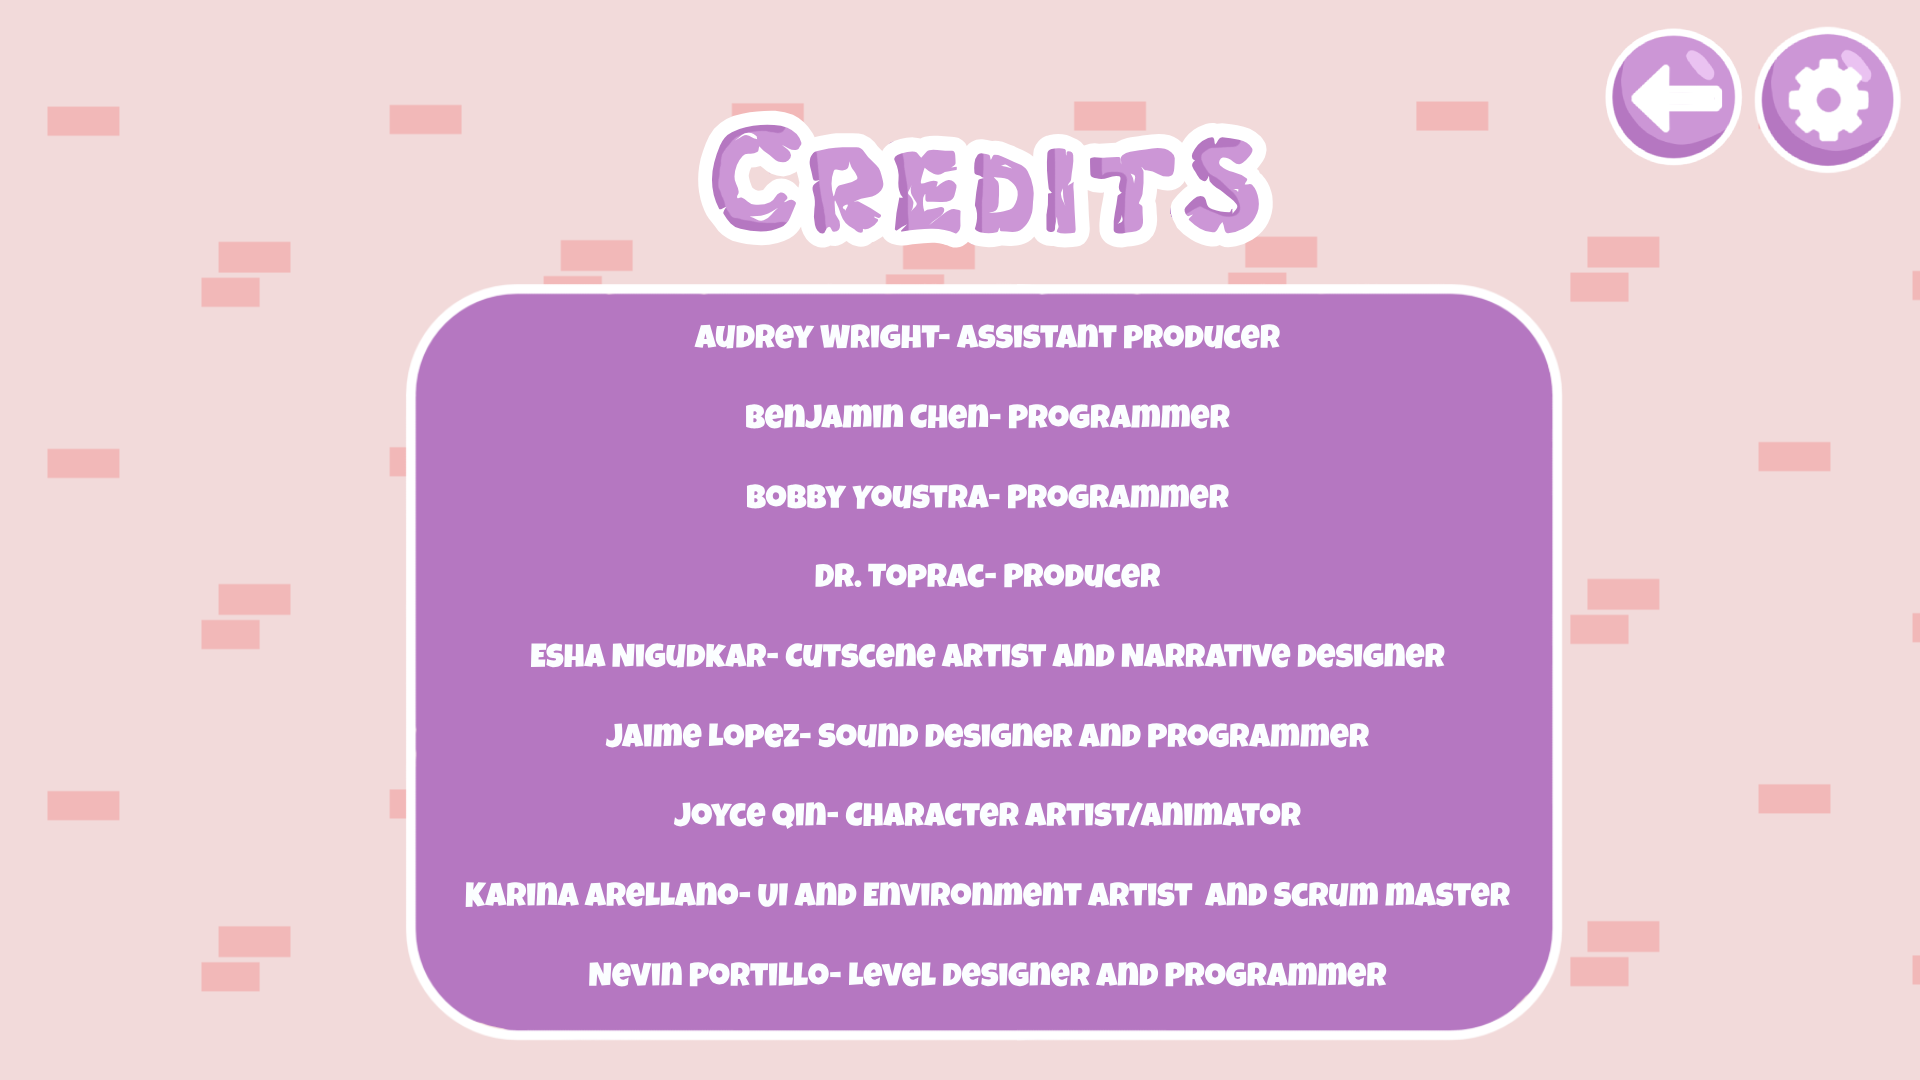 Credits
Audrey Wright- Assistant Producer
Benjamin Chen- Programmer
Bobby Youstra- Programmer
Dr. Toprac- Producer
Esha Nigudkar- Cutscene Artist and Narrative Designer
Jaime Lopez- Sound Designer and Programmer
Joyce Qin- Character Artist/Animator
Karina Arellano- UI and Environment Artist  and Scrum Master
Nevin Portillo- Level Designer and Programmer